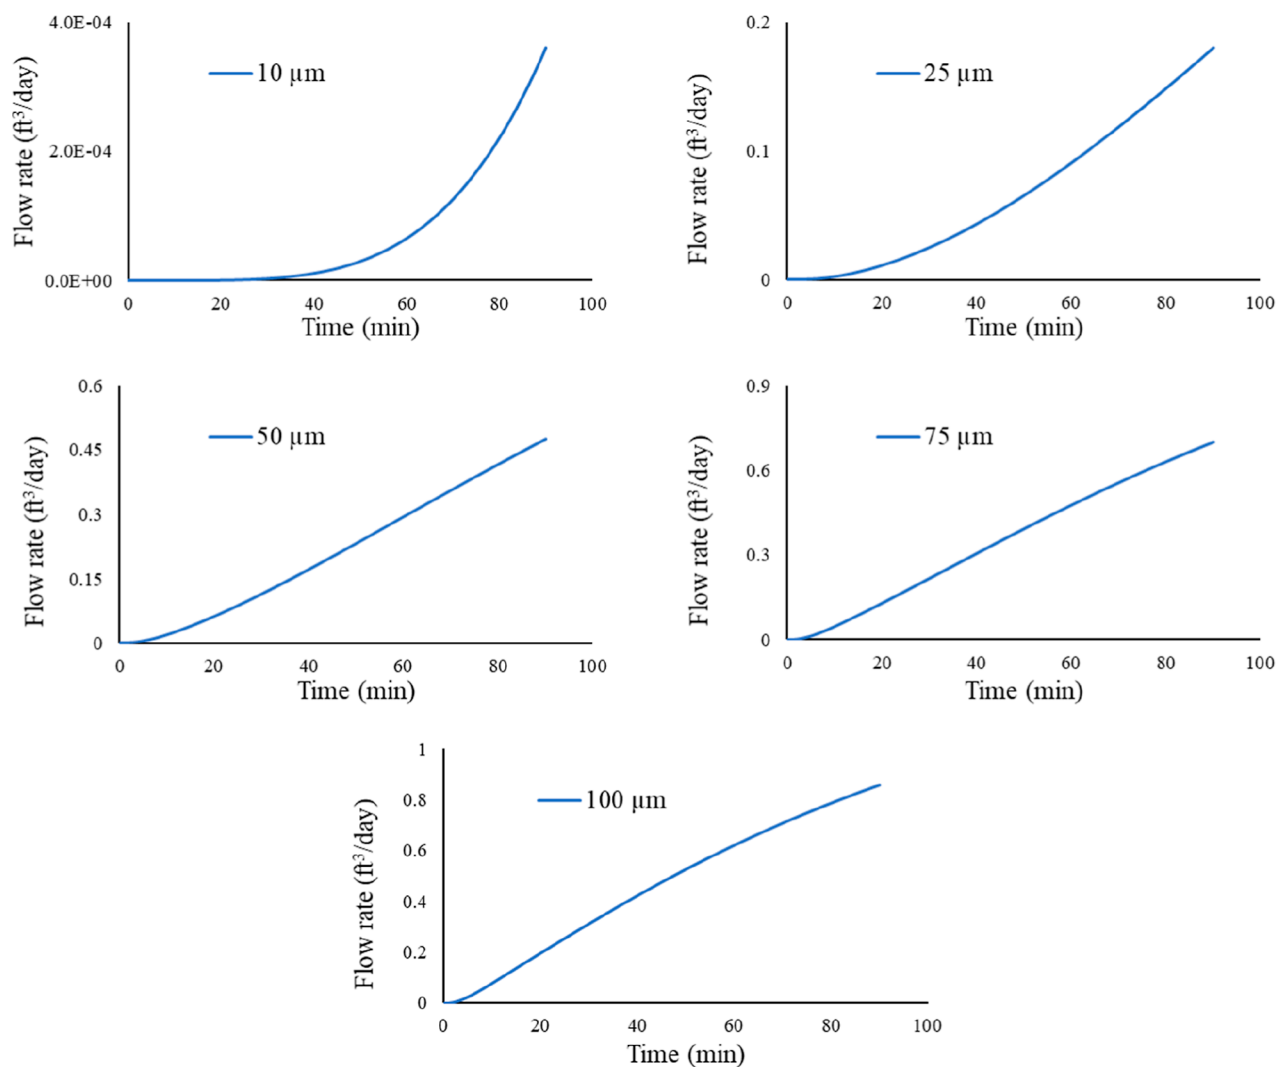 Flow rate (ft³/day)
4.0E-04
2.0E-04
0.0E+00
10 µm
0 20 40 60 80 100
Time (min)
Flow rate (ft³/day)
0.2
0.1
0
25 µm
0 20 40 60 80 100
Time (min)
Flow rate (ft³/day)
0.6
0.45
0.3
0.15
0
50 µm
0 20 40 60 80 100
Time (min)
Flow rate (ft³/day)
0.9
0.6
0.3
0
75 µm
0 20 40 60 80 100
Time (min)
Flow rate (ft³/day)
1
0.8
0.6
0.4
0.2
0
100 µm
0 20 40 60 80 100
Time (min)